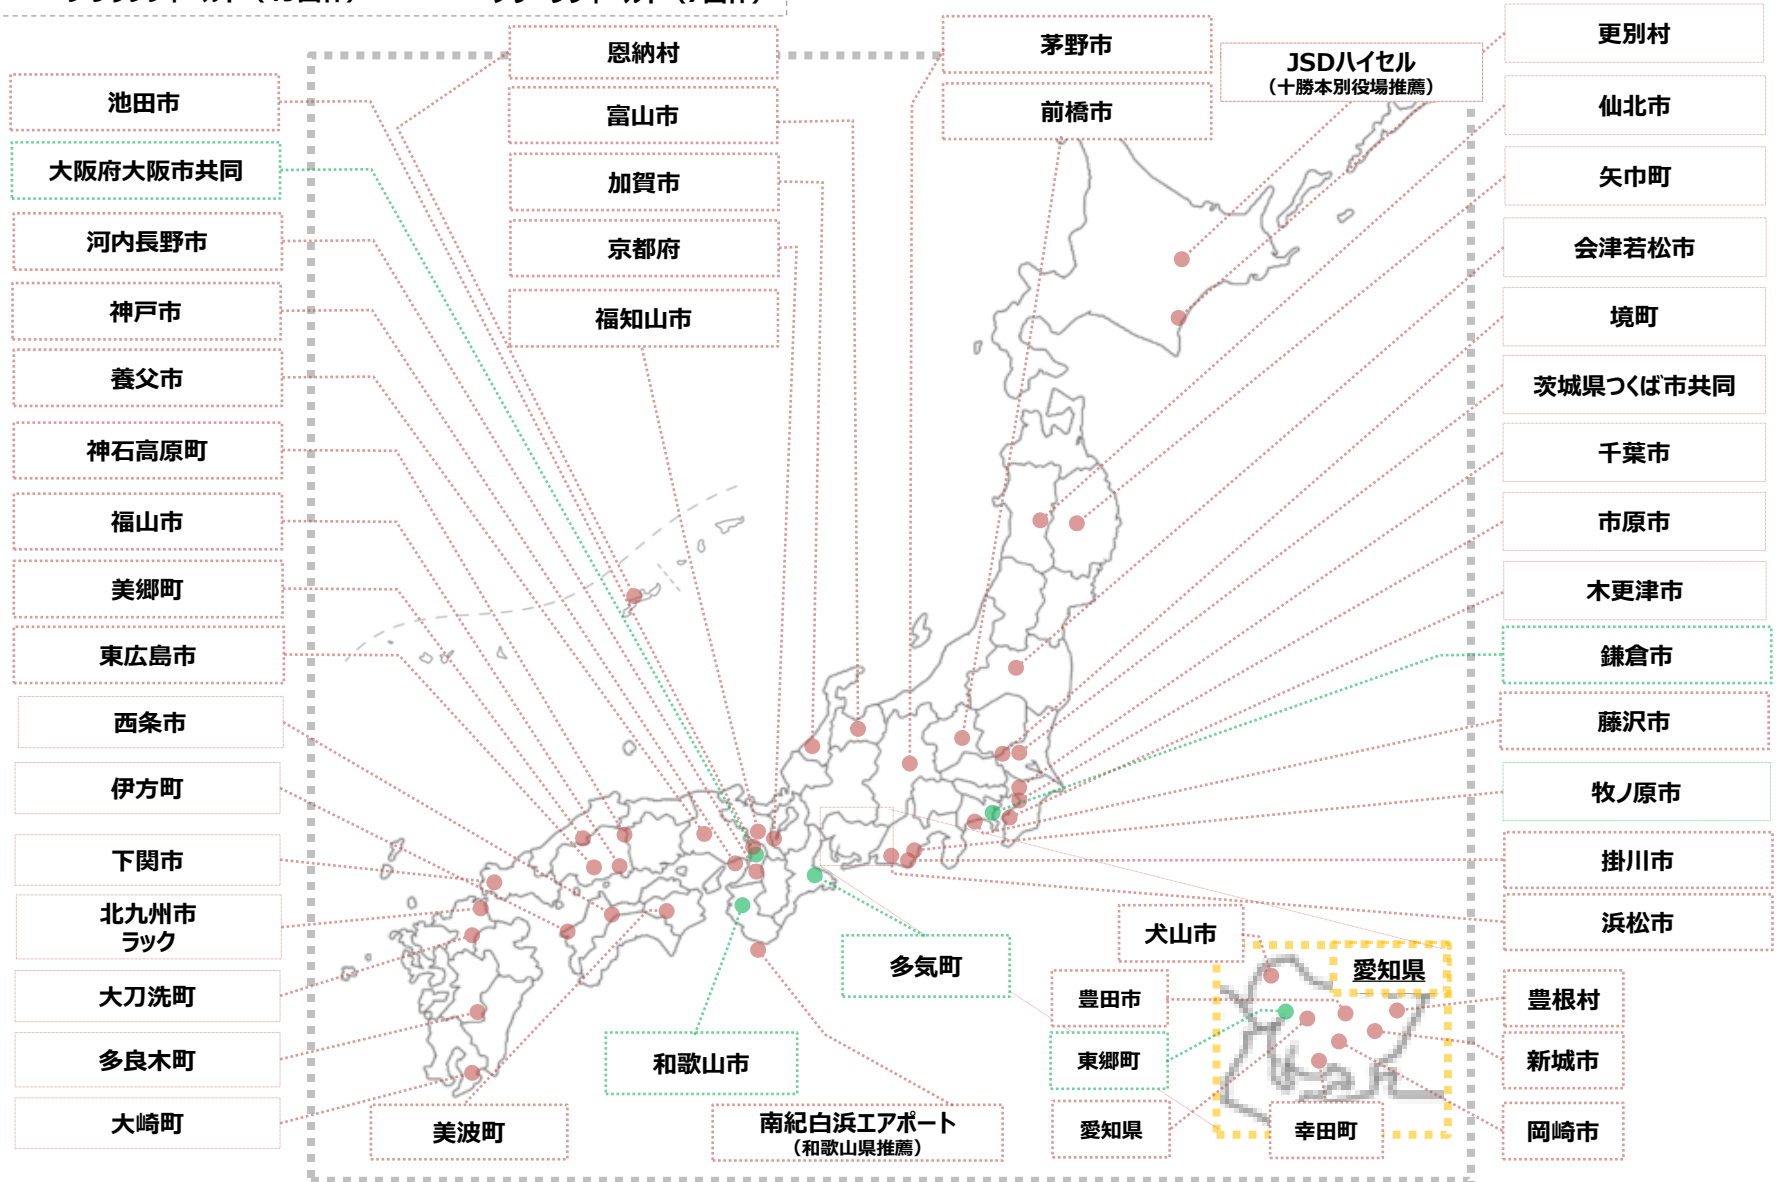 恩納村
茅野市
更別村
JSDハイセル
(十勝本別役場推薦)
池田市
富山市
前橋市
仙北市
大阪府大阪市共同
加賀市
矢巾町
河内長野市
京都府
会津若松市
神戸市
福知山市
境町
養父市
茨城県つくば市共同
神石高原町
千葉市
福山市
市原市
美郷町
木更津市
東広島市
鎌倉市
西条市
藤沢市
伊方町
牧ノ原市
下関市
掛川市
北九州市
ラック
浜松市
犬山市
多気町
愛知県
大刀洗町
豊田市
豊根村
多良木町
和歌山市
東郷町
新城市
大崎町
美波町
南紀白浜エアポート
(和歌山県推薦)
愛知県
幸田町
岡崎市